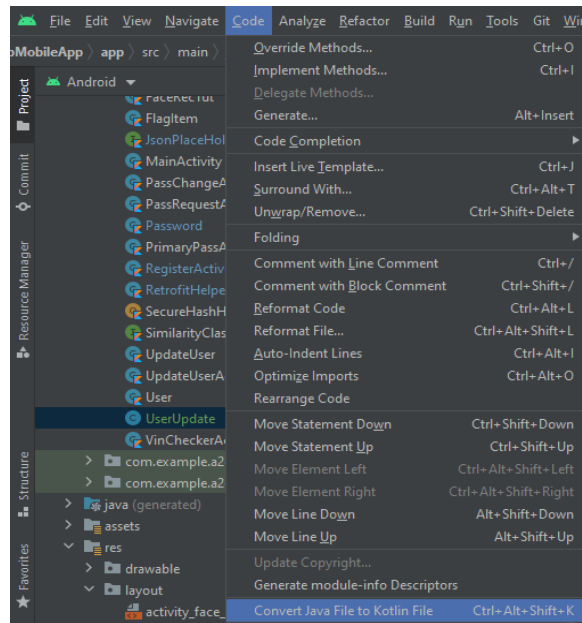 File Edit View Navigate Code Analyze Refactor Build Run Tools Git Wi
oMobileApp app src main
Android
Project
Commit
Resource Manager
Structure
Favorites
FaceRecTut
FlagItem
JsonPlaceHol
MainActivity
PassChangeA
PassRequestA
Password
PrimaryPassA
RegisterActiv
RetrofitHelpe
SecureHashH
SimilarityClas
UpdateUser
UpdateUserA
User
UserUpdate
VinCheckerA
com.example.a2
com.example.a2
java (generated)
assets
res
drawable
layout
activity_face_
Override Methods... Ctrl+O
Implement Methods... Ctrl+I
Delegate Methods...
Generate... Alt+Insert
Code Completion
Insert Live Template... Ctrl+J
Surround With... Ctrl+Alt+T
Unwrap/Remove... Ctrl+Shift+Delete
Folding
Comment with Line Comment Ctrl+/
Comment with Block Comment Ctrl+Shift+/
Reformat Code Ctrl+Alt+L
Reformat File... Ctrl+Alt+Shift+L
Auto-Indent Lines Ctrl+Alt+I
Optimize Imports Ctrl+Alt+O
Rearrange Code
Move Statement Down Ctrl+Shift+Down
Move Statement Up Ctrl+Shift+Up
Move Element Left Ctrl+Alt+Shift+Left
Move Element Right Ctrl+Alt+Shift+Right
Move Line Down Alt+Shift+Down
Move Line Up Alt+Shift+Up
Update Copyright...
Generate module-info Descriptors
Convert Java File to Kotlin File Ctrl+Alt+Shift+K